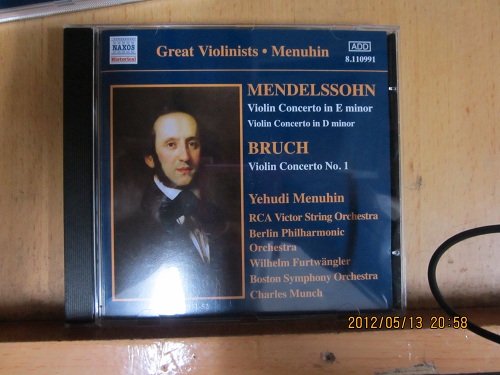 NAXOS
Historical
Great Violinists • Menuhin
ADD
8.110991
MENDELSSOHN
Violin Concerto in E minor
Violin Concerto in D minor
BRUCH
Violin Concerto No. 1
Yehudi Menuhin
RCA Victor String Orchestra
Berlin Philharmonic
Orchestra
Wilhelm Furtwängler
Boston Symphony Orchestra
Charles Munch
2012/05/13 20:58